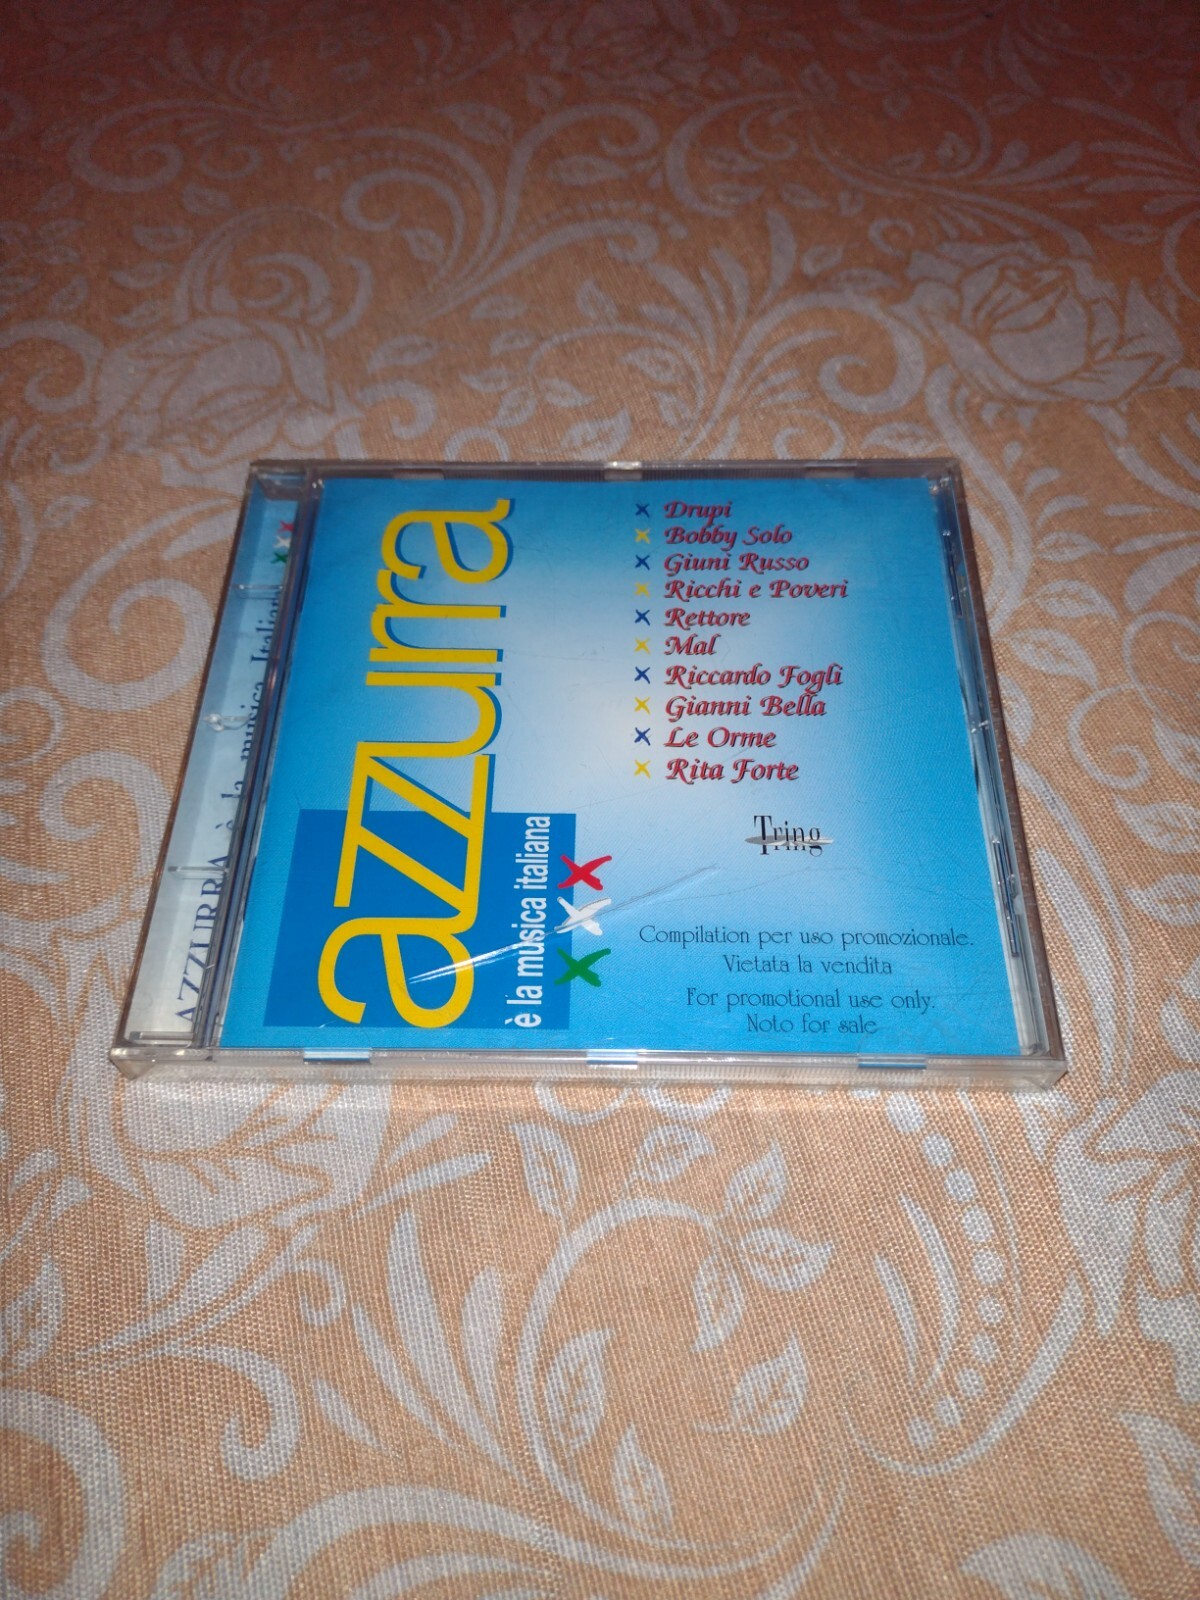 AZZURRA è la musica Italiana
azzurra
è la musica italiana
Drupi
Bobby Solo
Giuni Russo
Ricchi e Poveri
Rettore
Mal
Riccardo Fogli
Gianni Bella
Le Orme
Rita Forte
Tring
Compilation per uso promozionale.
Vietata la vendita
For promotional use only.
Noto for sale